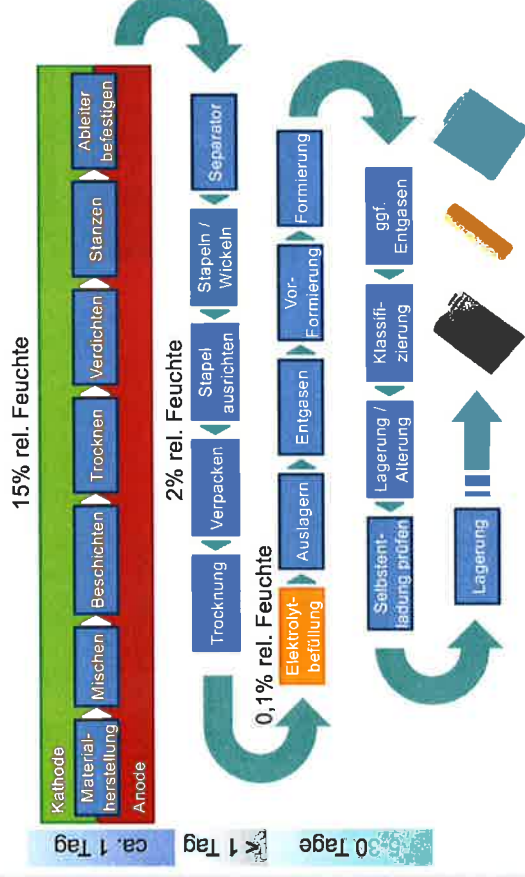 15% rel. Feuchte
Kathode
Material-
herstellung
Mischen
Beschichten
Trocknen
Verdichten
Stanzen
Ableiter
befestigen
Anode
ca. 1 Tag
2% rel. Feuchte
Separator
Stapeln /
Wickeln
Stapel
ausrichten
Verpacken
Trocknung
< 1 Tag
0,1% rel. Feuchte
Elektrolyt-
befüllung
Auslagern
Entgasen
Vor-
Formierung
Formierung
ggf.
Entgasen
Klassifi-
zierung
Lagerung /
Alterung
Selbstent-
ladung prüfen
Lagerung
Tage